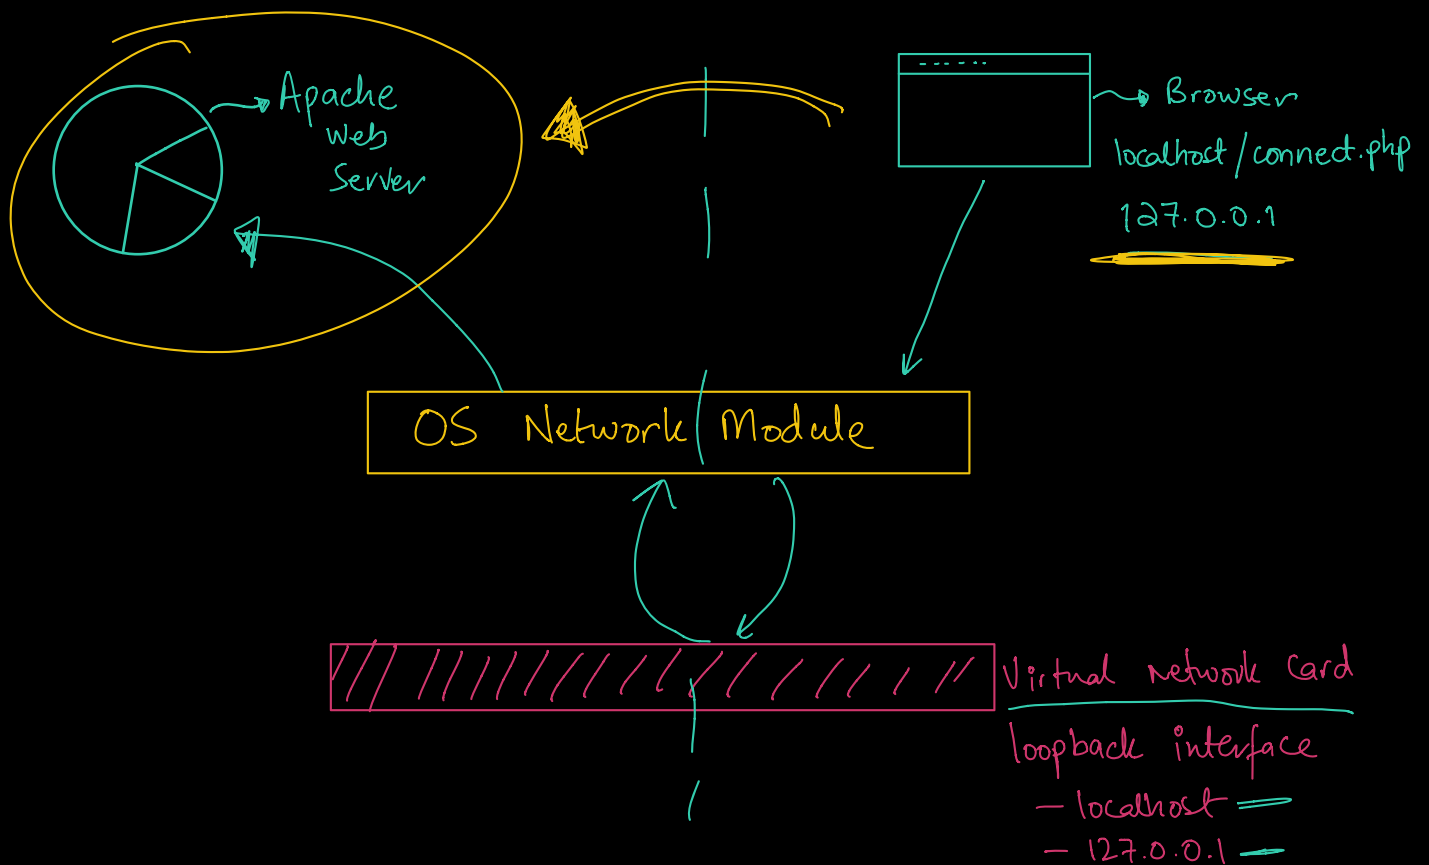 Apache
Web
Server
Browser
localhost/connect.php
127.0.0.1
OS Network Module
Virtual Network Card
loopback interface
- localhost
- 127.0.0.1